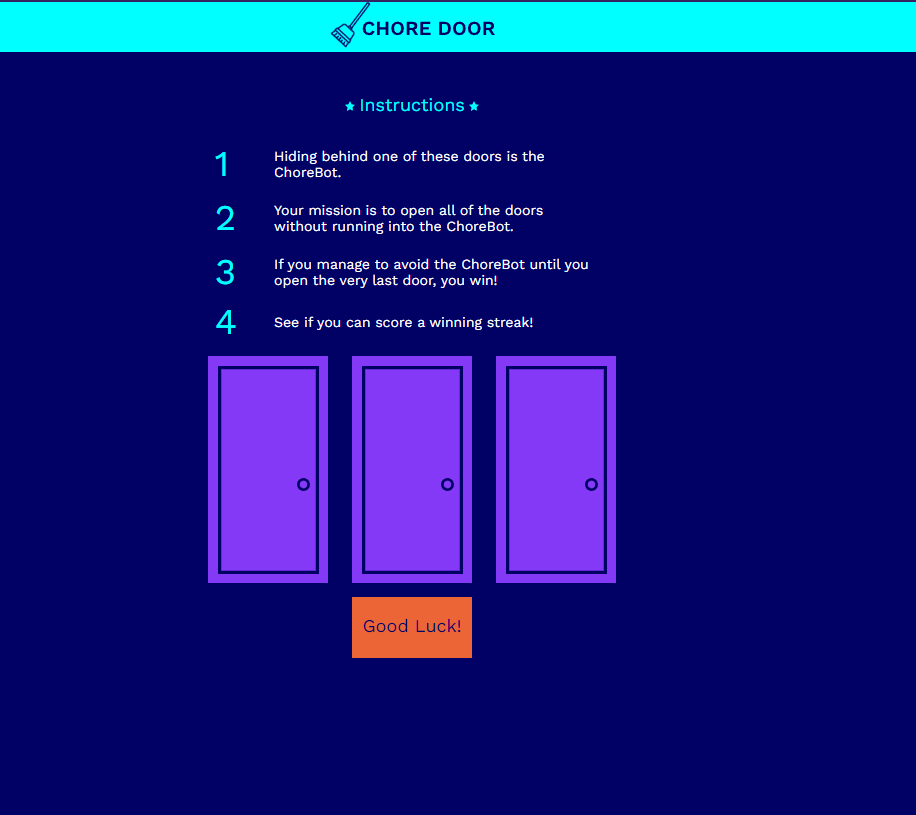 CHORE DOOR
Instructions
1
Hiding behind one of these doors is the
ChoreBot.
2
Your mission is to open all of the doors
without running into the ChoreBot.
3
If you manage to avoid the ChoreBot until you
open the very last door, you win!
4
See if you can score a winning streak!
Good Luck!